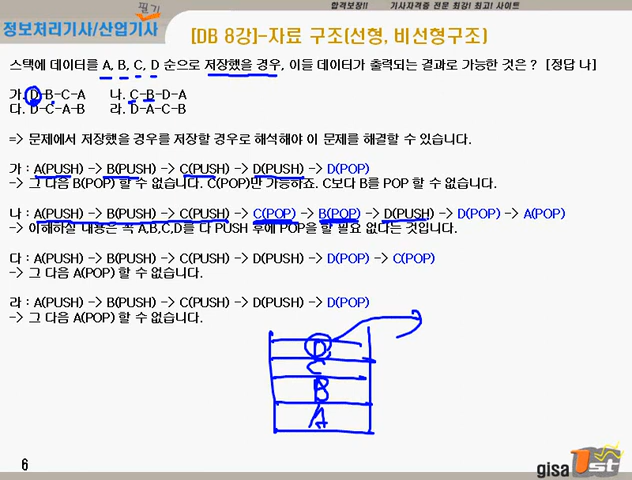 합격보장!! 기사자격증 전문 최강! 최고! 사이트
필기
정보처리기사/산업기사
[DB 8강]-자료 구조(선형, 비선형구조)
스택에 데이터를 A, B, C, D 순으로 저장했을 경우, 이들 데이터가 출력되는 결과로 가능한 것은? [정답 나]
가. D-B-C-A 나. C-B-D-A
다. D-C-A-B 라. D-A-C-B
=> 문제에서 저장했을 경우를 저장할 경우로 해석해야 이 문제를 해결할 수 있습니다.
가 : A(PUSH) -> B(PUSH) -> C(PUSH) -> D(PUSH) -> D(POP)
-> 그 다음 B(POP) 할 수 없습니다. C(POP)만 가능하죠. C보다 B를 POP 할 수 없습니다.
나 : A(PUSH) -> B(PUSH) -> C(PUSH) -> C(POP) -> B(POP) -> D(PUSH) -> D(POP) -> A(POP)
-> 이해하실 내용은 꼭 A,B,C,D를 다 PUSH 후에 POP을 할 필요 없다는 것입니다.
다 : A(PUSH) -> B(PUSH) -> C(PUSH) -> D(PUSH) -> D(POP) -> C(POP)
-> 그 다음 A(POP) 할 수 없습니다.
라 : A(PUSH) -> B(PUSH) -> C(PUSH) -> D(PUSH) -> D(POP)
-> 그 다음 A(POP) 할 수 없습니다.
D
C
B
A
6
gisa 1st